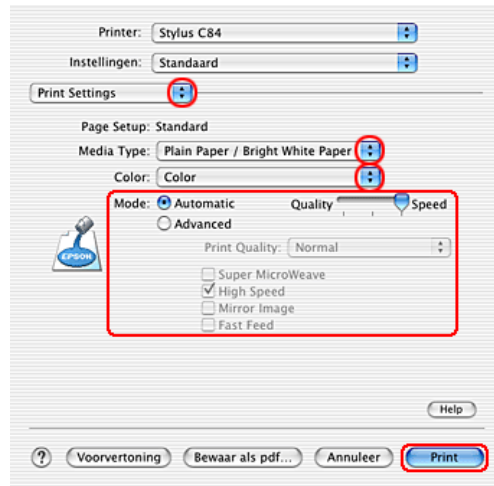 Printer: Stylus C84
Instellingen: Standaard
Print Settings
Page Setup: Standard
Media Type: Plain Paper / Bright White Paper
Color: Color
Mode: Automatic Quality Speed
Advanced
Print Quality: Normal
EPSON
Super MicroWeave
High Speed
Mirror Image
Fast Feed
Help
? Voorvertoning Bewaar als pdf... Annuleer Print